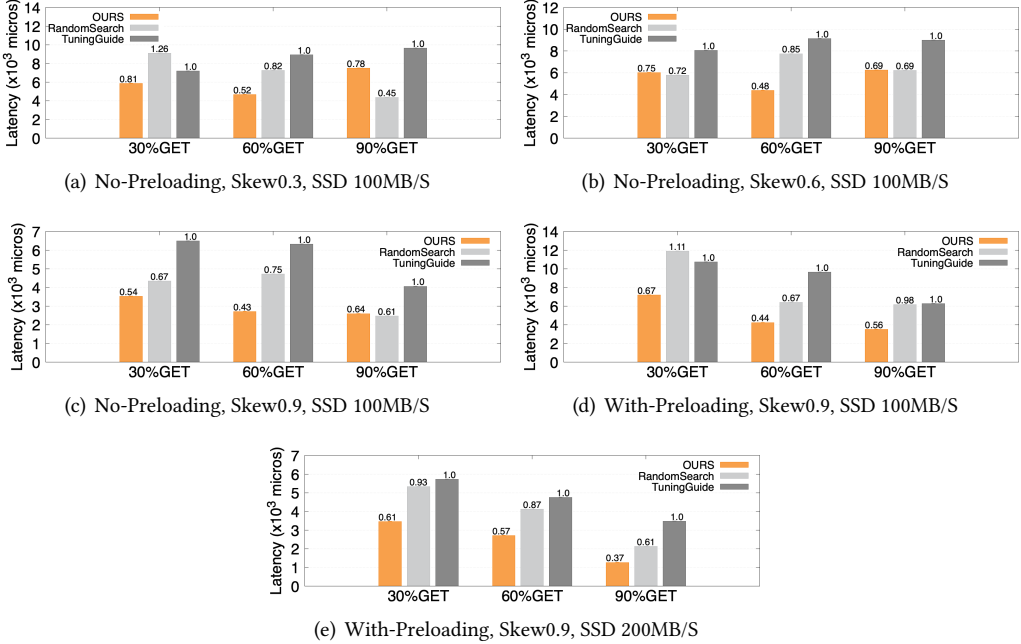 Latency (x10³ micros)
14
12
10
8
6
4
2
0
OURS
RandomSearch
TuningGuide
0.81
1.26
1.0
0.52
0.82
1.0
0.78
0.45
1.0
30%GET
60%GET
90%GET
(a) No-Preloading, Skew0.3, SSD 100MB/S
Latency (x10³ micros)
12
10
8
6
4
2
0
OURS
RandomSearch
TuningGuide
0.75
0.72
1.0
0.48
0.85
1.0
0.69
0.69
1.0
30%GET
60%GET
90%GET
(b) No-Preloading, Skew0.6, SSD 100MB/S
Latency (x10³ micros)
7
6
5
4
3
2
1
0
OURS
RandomSearch
TuningGuide
0.54
0.67
1.0
0.43
0.75
1.0
0.64
0.61
1.0
30%GET
60%GET
90%GET
(c) No-Preloading, Skew0.9, SSD 100MB/S
Latency (x10³ micros)
14
12
10
8
6
4
2
0
OURS
RandomSearch
TuningGuide
0.67
1.11
1.0
0.44
0.67
1.0
0.56
0.98
1.0
30%GET
60%GET
90%GET
(d) With-Preloading, Skew0.9, SSD 100MB/S
Latency (x10³ micros)
7
6
5
4
3
2
1
0
OURS
RandomSearch
TuningGuide
0.61
0.93
1.0
0.57
0.87
1.0
0.37
0.61
1.0
30%GET
60%GET
90%GET
(e) With-Preloading, Skew0.9, SSD 200MB/S